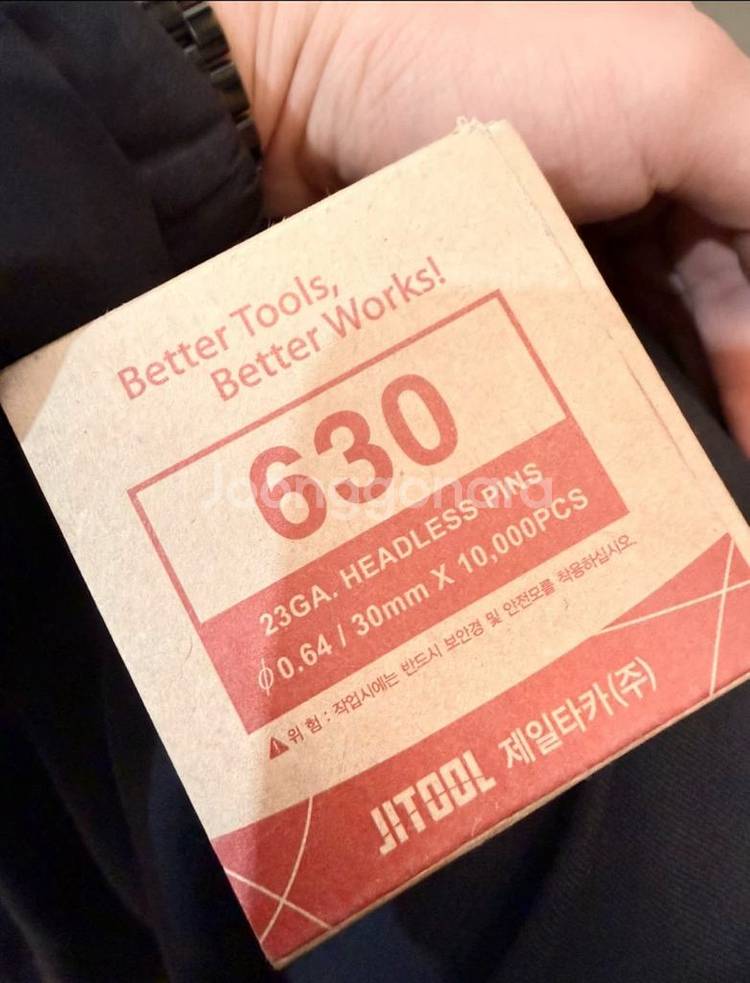 Better Tools,
Better Works!
630
Joonggonara
23GA. HEADLESS PINS
ϕ0.64 / 30mm X 10,000PCS
⚠위 험 : 작업시에는 반드시 보안경 및 안전모를 착용하십시오.
JITOOL 제일타카(주)